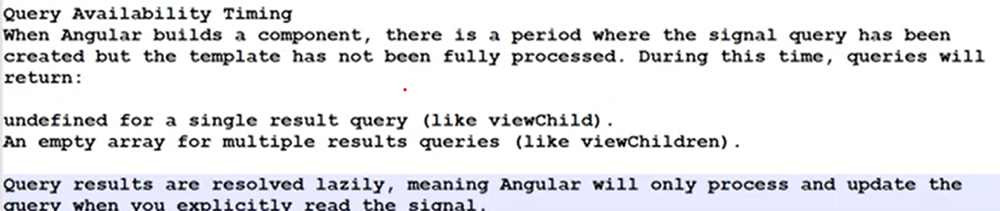 Query Availability Timing
When Angular builds a component, there is a period where the signal query has been
created but the template has not been fully processed. During this time, queries will
return:
undefined for a single result query (like viewChild).
An empty array for multiple results queries (like viewChildren).
Query results are resolved lazily, meaning Angular will only process and update the
query when you explicitly read the signal.